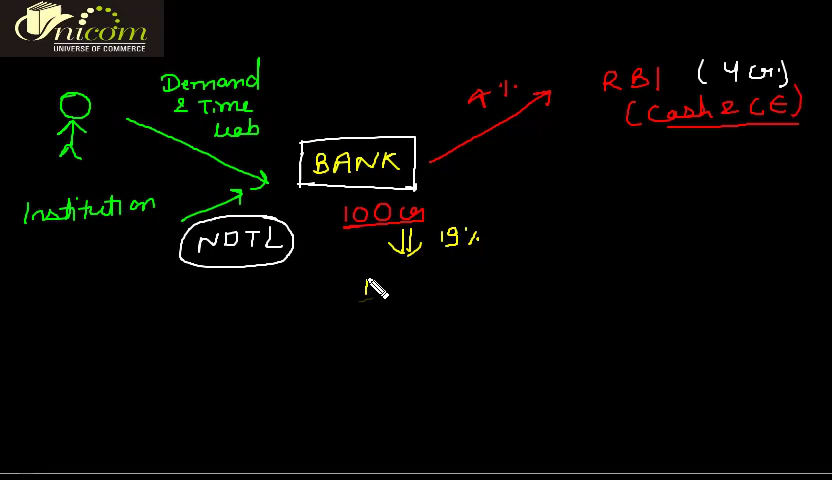 Unicom
UNIVERSE OF COMMERCE
Demand
& Time
Liab
Institution
NDTL
BANK
100 cr
19%
4%
RBI (4 cr.)
(Cash & CE)